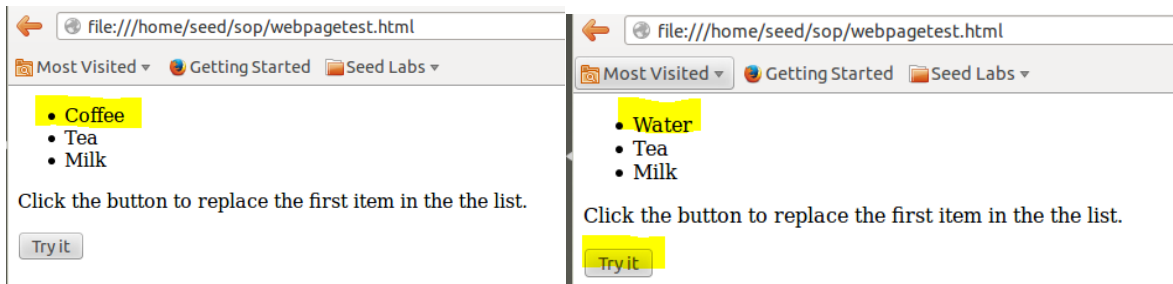 file:///home/seed/sop/webpagetest.html
Most Visited Getting Started Seed Labs
• Coffee
• Tea
• Milk
Click the button to replace the first item in the the list.
Try it
file:///home/seed/sop/webpagetest.html
Most Visited Getting Started Seed Labs
• Water
• Tea
• Milk
Click the button to replace the first item in the the list.
Try it